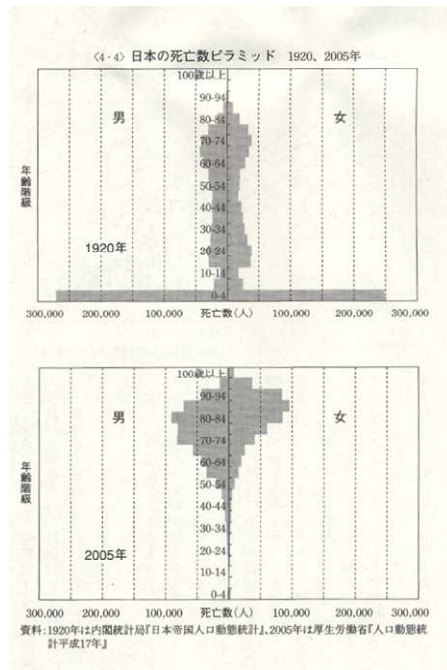 〈4・4〉日本の死亡数ピラミッド 1920、2005年
100歳以上
90-94
男 80-84 女
70-74
60-64
50-54
40-44
30-34
1920年 20-24
10-14
0-4
年齢階級
300,000 200,000 100,000 死亡数(人) 100,000 200,000 300,000
100歳以上
90-94
男 80-84 女
70-74
60-64
50-54
40-44
30-34
2005年 20-24
10-14
0-4
年齢階級
300,000 200,000 100,000 死亡数(人) 100,000 200,000 300,000
資料:1920年は内閣統計局『日本帝国人口動態統計』、2005年は厚生労働省『人口動態統
計平成17年』